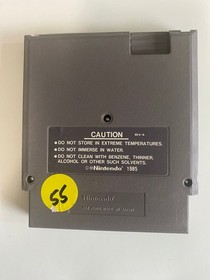 CAUTION
REV-A
● DO NOT STORE IN EXTREME TEMPERATURES.
● DO NOT IMMERSE IN WATER.
● DO NOT CLEAN WITH BENZENE, THINNER,
ALCOHOL OR OTHER SUCH SOLVENTS.
©®Nintendo® 1985
55
Nintendo